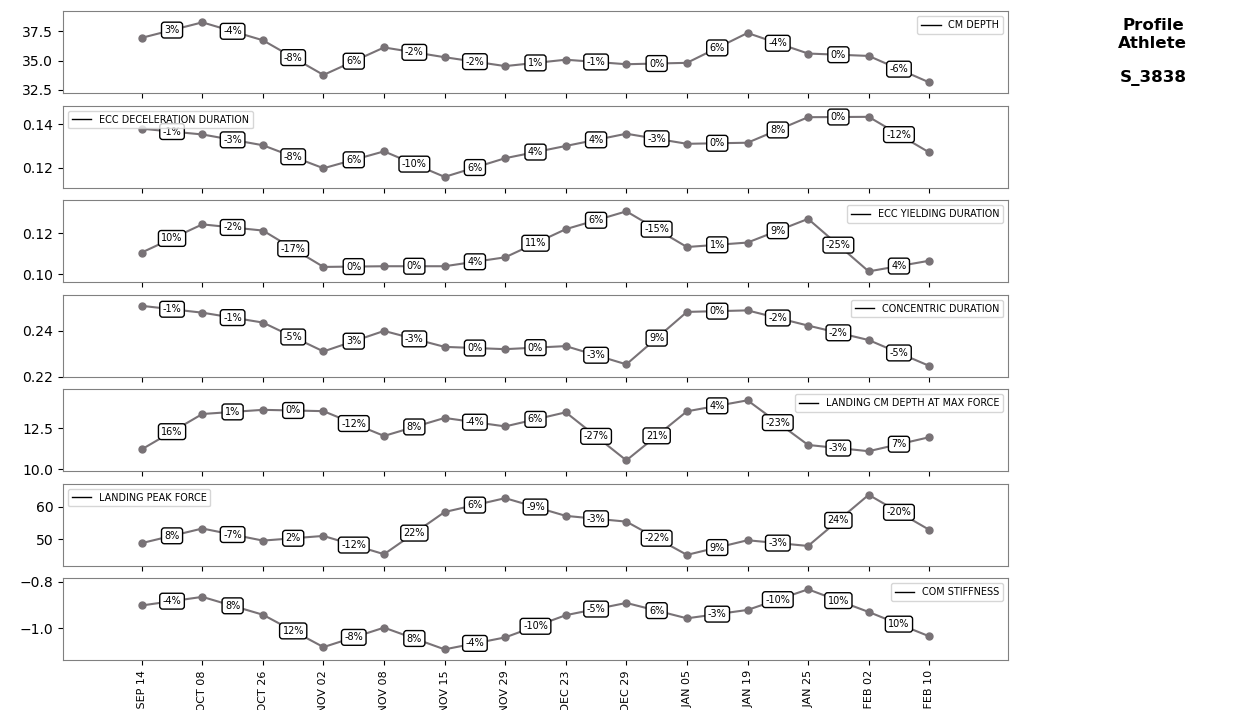 Profile
Athlete
S_3838
37.5
35.0
32.5
CM DEPTH
3% -4% -8% 6% -2% -2% 1% -1% 0% 6% -4% 0% -6%
0.14
0.12
ECC DECELERATION DURATION
-1% -3% -8% 6% -10% 6% 4% 4% -3% 0% 8% 0% -12%
0.12
0.10
ECC YIELDING DURATION
10% -2% -17% 0% 0% 4% 11% 6% -15% 1% 9% -25% 4%
0.24
0.22
CONCENTRIC DURATION
-1% -1% -5% 3% -3% 0% 0% -3% 9% 0% -2% -2% -5%
12.5
10.0
LANDING CM DEPTH AT MAX FORCE
16% 1% 0% -12% 8% -4% 6% -27% 21% 4% -23% -3% 7%
60
50
LANDING PEAK FORCE
8% -7% 2% -12% 22% 6% -9% -3% -22% 9% -3% 24% -20%
−0.8
−1.0
COM STIFFNESS
-4% 8% 12% -8% 8% -4% -10% -5% 6% -3% -10% 10% 10%
SEP 14
OCT 08
OCT 26
NOV 02
NOV 08
NOV 15
NOV 29
DEC 23
DEC 29
JAN 05
JAN 19
JAN 25
FEB 02
FEB 10